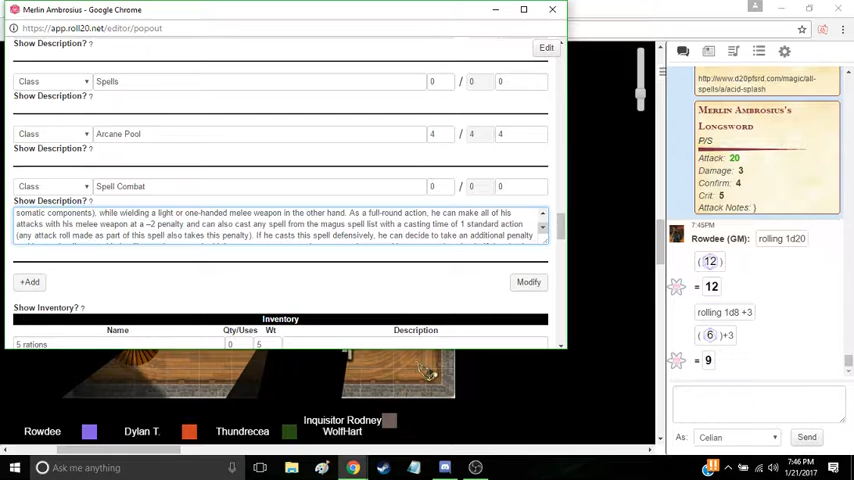 Merlin Ambrosius - Google Chrome
https://app.roll20.net/editor/popout
Show Description? ?
Edit
Class Spells 0 / 0 0
Show Description? ?
Class Arcane Pool 4 / 4 4
Show Description? ?
Class Spell Combat 0 / 0 0
Show Description? ?
somatic components), while wielding a light or one-handed melee weapon in the other hand. As a full-round action, he can make all of his
attacks with his melee weapon at a –2 penalty and can also cast any spell from the magus spell list with a casting time of 1 standard action
(any attack roll made as part of this spell also takes this penalty). If he casts this spell defensively, he can decide to take an additional penalty
+Add
Modify
Show Inventory? ?
Inventory
Name Qty/Uses Wt Description
5 rations 0 5
Rowdee
Dylan T.
Thundrecea
Inquisitor Rodney
WolfHart
http://www.d20pfsrd.com/magic/all-
spells/a/acid-splash
Merlin Ambrosius's
Longsword
P/S
Attack: 20
Damage: 3
Confirm: 4
Crit: 5
Attack Notes: )
7:45PM
Rowdee (GM): rolling 1d20
(12)
= 12
rolling 1d8 +3
(6)+3
= 9
As: Celian
Send
Ask me anything
7:46 PM
1/21/2017